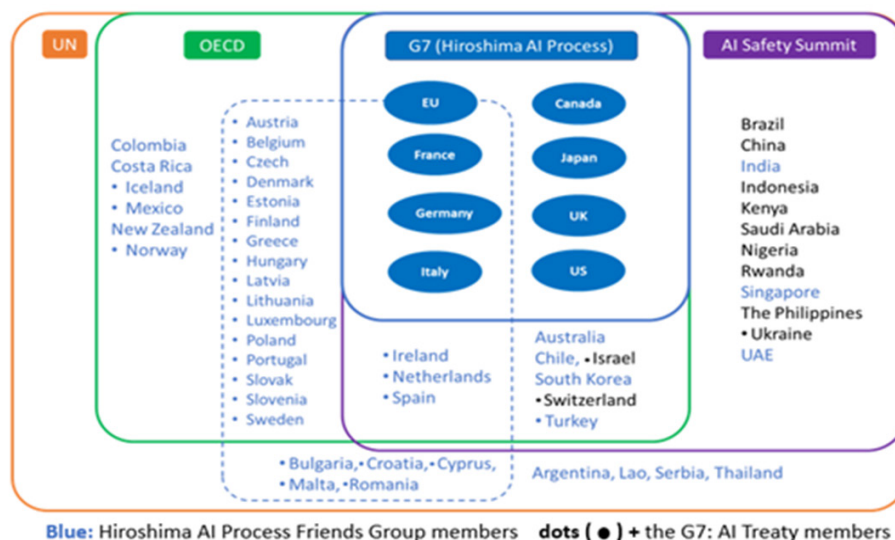 UN
OECD
G7 (Hiroshima AI Process)
AI Safety Summit
Colombia
Costa Rica
• Iceland
• Mexico
New Zealand
• Norway
• Austria
• Belgium
• Czech
• Denmark
• Estonia
• Finland
• Greece
• Hungary
• Latvia
• Lithuania
• Luxembourg
• Poland
• Portugal
• Slovak
• Slovenia
• Sweden
EU
France
Germany
Italy
Canada
Japan
UK
US
• Ireland
• Netherlands
• Spain
Australia
Chile, •Israel
South Korea
•Switzerland
• Turkey
Brazil
China
India
Indonesia
Kenya
Saudi Arabia
Nigeria
Rwanda
Singapore
The Philippines
•Ukraine
UAE
• Bulgaria,•Croatia,•Cyprus,
• Malta, •Romania
Argentina, Lao, Serbia, Thailand
Blue: Hiroshima AI Process Friends Group members dots ( ● ) + the G7: AI Treaty members